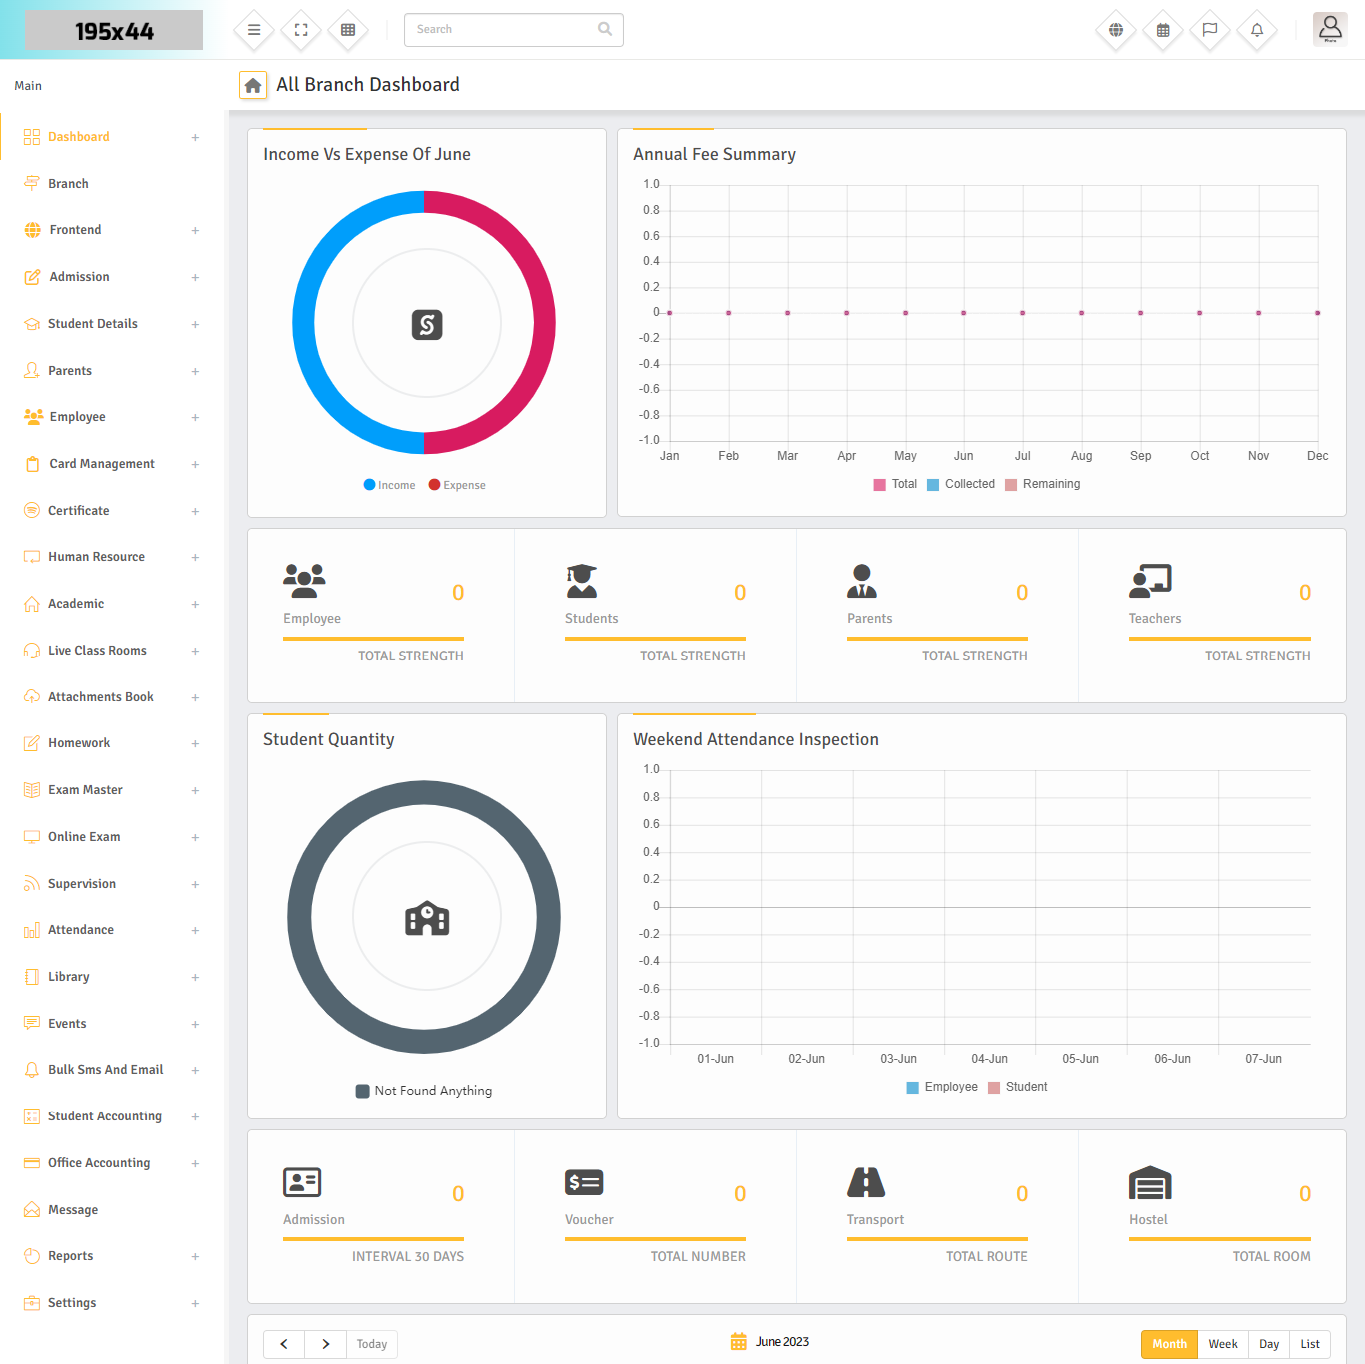 195x44
Search
Main
All Branch Dashboard
Dashboard
Branch
Frontend
Admission
Student Details
Parents
Employee
Card Management
Certificate
Human Resource
Academic
Live Class Rooms
Attachments Book
Homework
Exam Master
Online Exam
Supervision
Attendance
Library
Events
Bulk Sms And Email
Student Accounting
Office Accounting
Message
Reports
Settings
Income Vs Expense Of June
Income Expense
Annual Fee Summary
1.0
0.8
0.6
0.4
0.2
0
-0.2
-0.4
-0.6
-0.8
-1.0
Jan Feb Mar Apr May Jun Jul Aug Sep Oct Nov Dec
Total Collected Remaining
0
Employee
TOTAL STRENGTH
0
Students
TOTAL STRENGTH
0
Parents
TOTAL STRENGTH
0
Teachers
TOTAL STRENGTH
Student Quantity
Not Found Anything
Weekend Attendance Inspection
1.0
0.8
0.6
0.4
0.2
0
-0.2
-0.4
-0.6
-0.8
-1.0
01-Jun 02-Jun 03-Jun 04-Jun 05-Jun 06-Jun 07-Jun
Employee Student
0
Admission
INTERVAL 30 DAYS
0
Voucher
TOTAL NUMBER
0
Transport
TOTAL ROUTE
0
Hostel
TOTAL ROOM
Today
June 2023
Month Week Day List